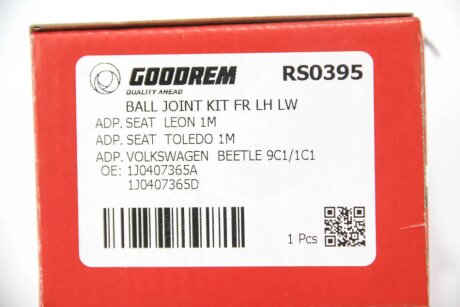 GOODREM RS0395
QUALITY AHEAD
BALL JOINT KIT FR LH LW
ADP. SEAT LEON 1M
ADP. SEAT TOLEDO 1M
ADP. VOLKSWAGEN BEETLE 9C1/1C1
OE: 1J0407365A
1J0407365D
1 Pcs